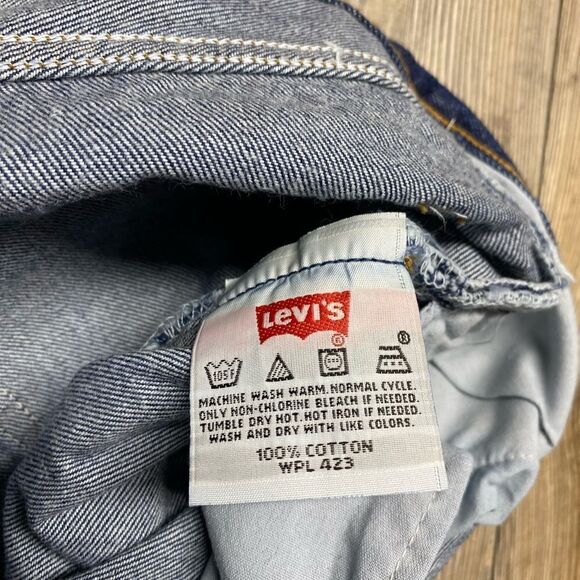 Levi's
®
105F
®
MACHINE WASH WARM. NORMAL CYCLE.
ONLY NON-CHLORINE BLEACH IF NEEDED.
TUMBLE DRY HOT. HOT IRON IF NEEDED.
WASH AND DRY WITH LIKE COLORS.
100% COTTON
WPL 423